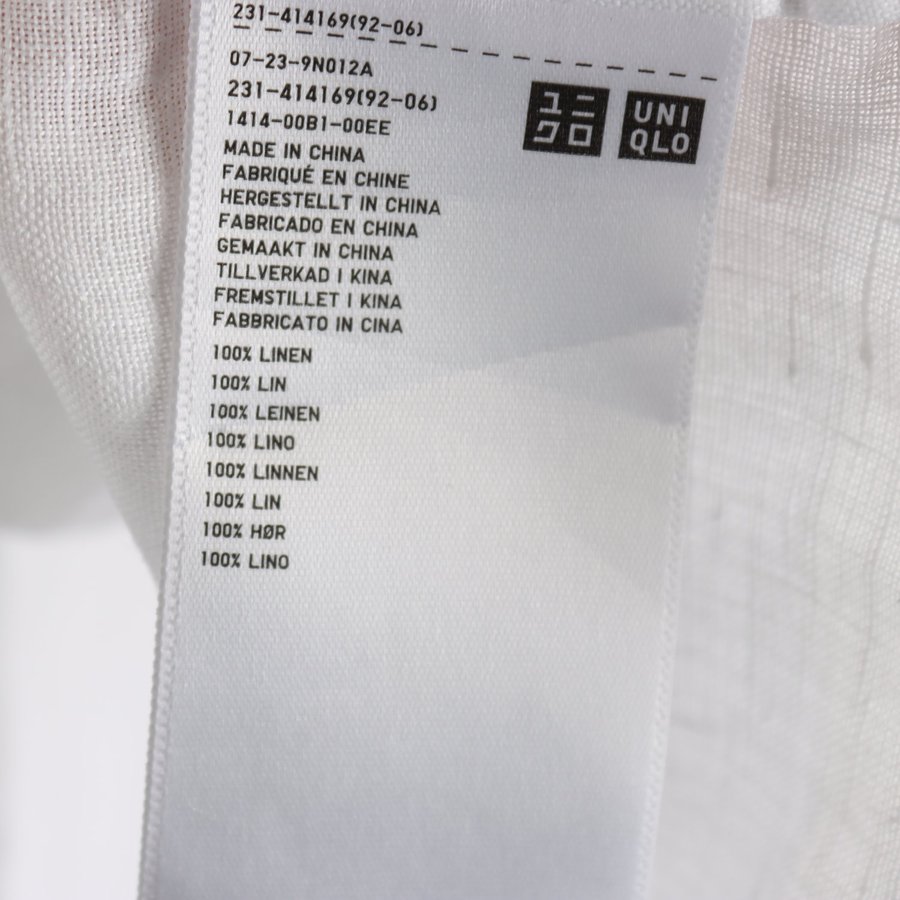 231-414169(92-06)
07-23-9N012A
231-414169(92-06)
1414-00B1-00EE
MADE IN CHINA
FABRIQUÉ EN CHINE
HERGESTELLT IN CHINA
FABRICADO EN CHINA
GEMAAKT IN CHINA
TILLVERKAD I KINA
FREMSTILLET I KINA
FABBRICATO IN CINA
100% LINEN
100% LIN
100% LEINEN
100% LINO
100% LINNEN
100% LIN
100% HØR
100% LINO
ユニ
クロ
UNI
QLO